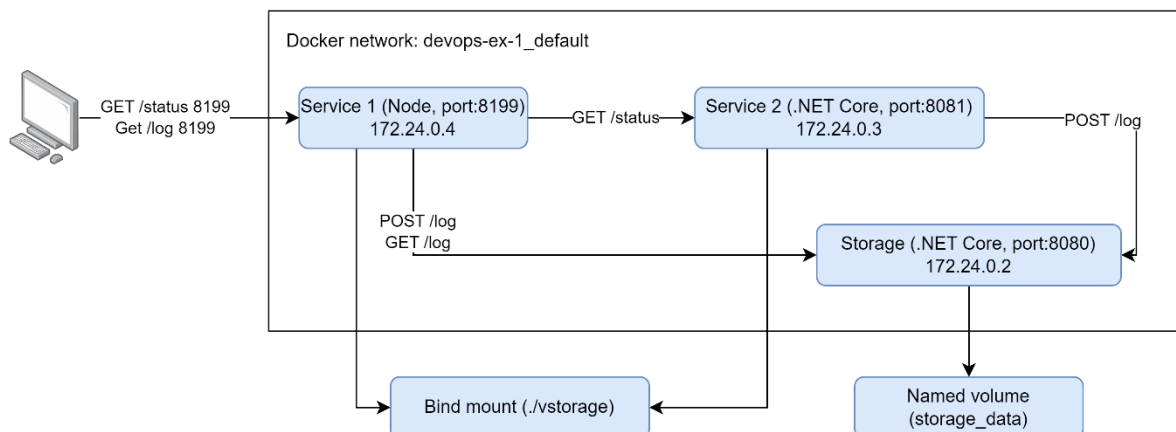 Docker network: devops-ex-1_default
GET /status 8199
Get /log 8199
Service 1 (Node, port:8199)
172.24.0.4
GET /status
Service 2 (.NET Core, port:8081)
172.24.0.3
POST /log
POST /log
GET /log
Storage (.NET Core, port:8080)
172.24.0.2
Bind mount (./vstorage)
Named volume
(storage_data)